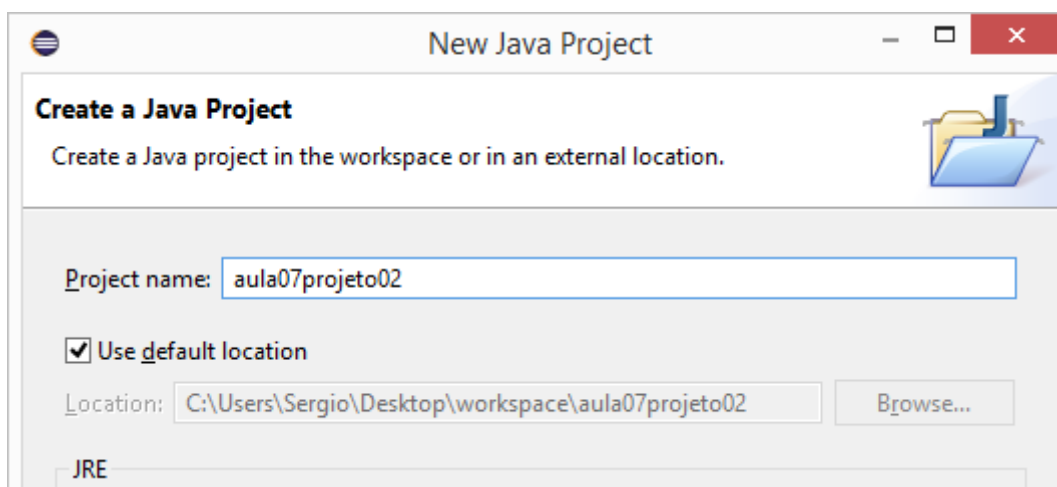 New Java Project
Create a Java Project
Create a Java project in the workspace or in an external location.
Project name: aula07projeto02
Use default location
Location: C:\Users\Sergio\Desktop\workspace\aula07projeto02 Browse...
JRE